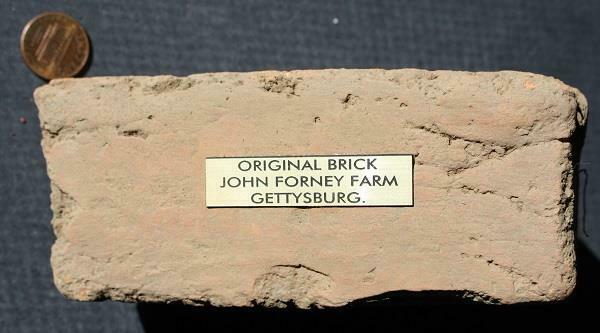 ORIGINAL BRICK
JOHN FORNEY FARM
GETTYSBURG.